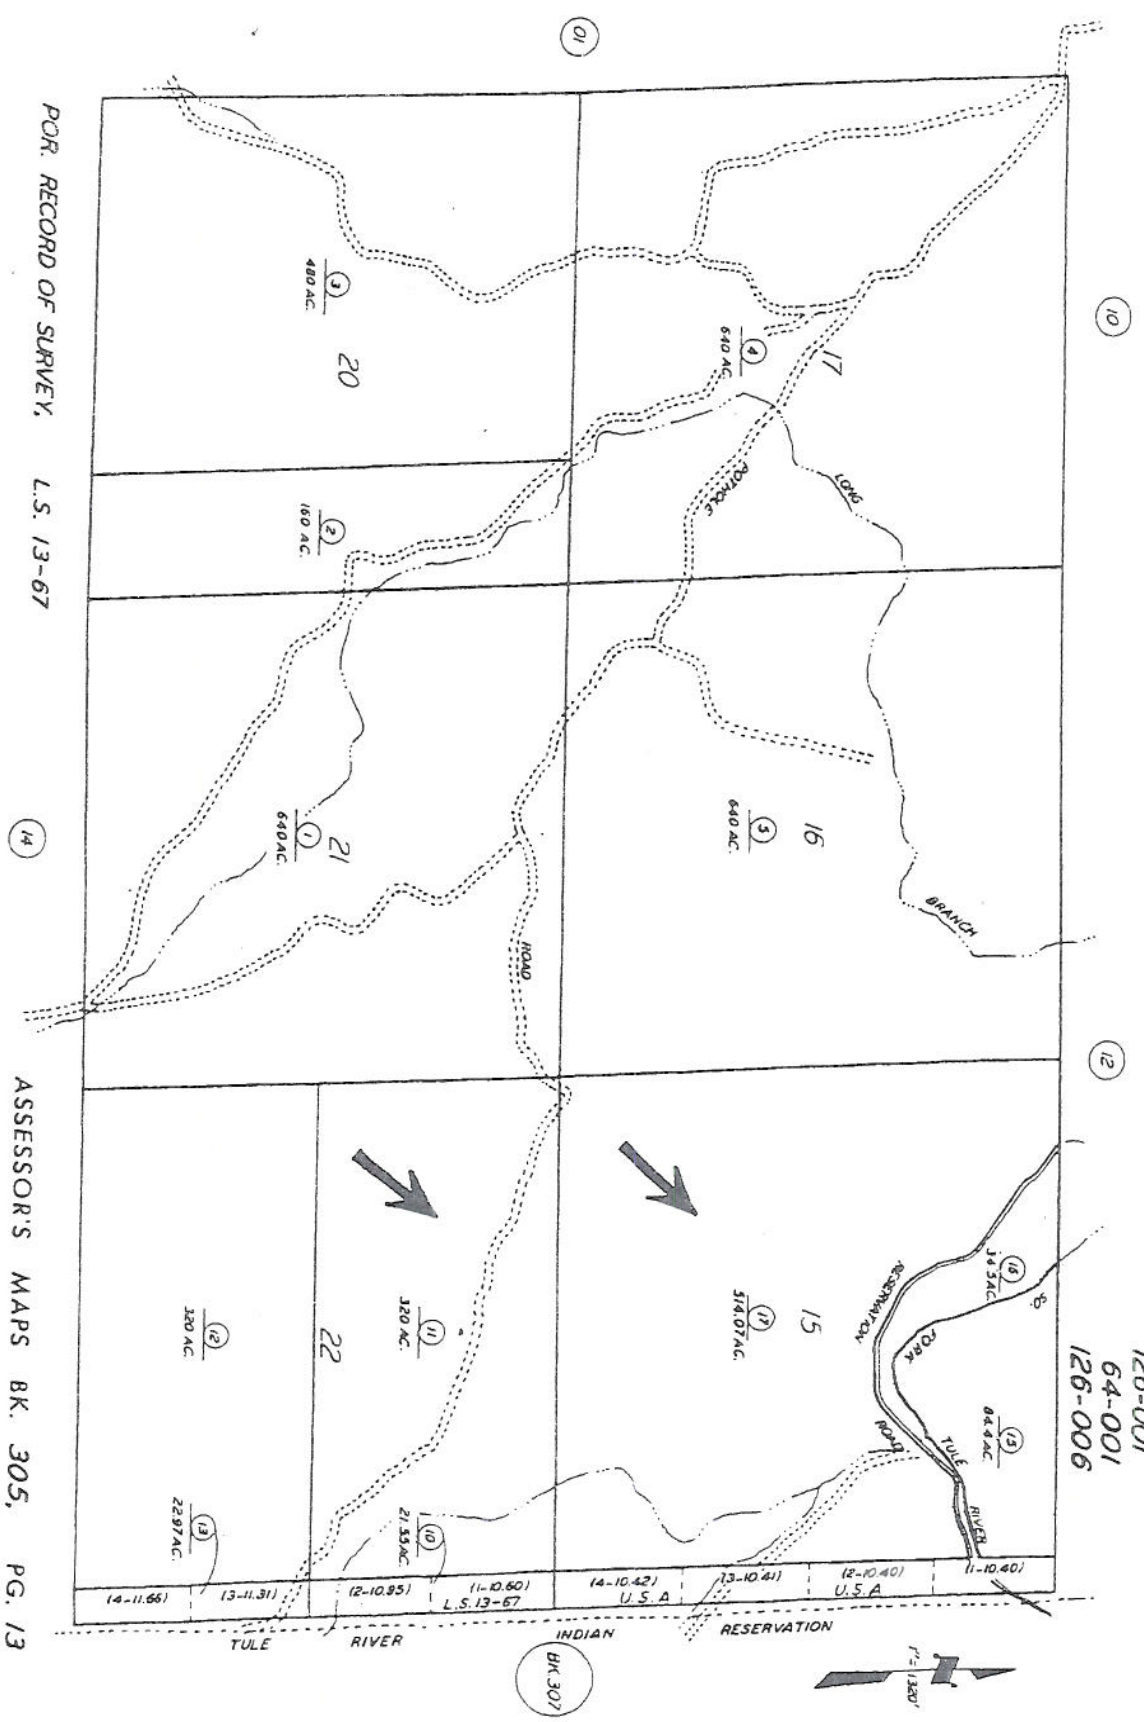 01
10
12
14
120-001
64-001
126-006
POR. RECORD OF SURVEY, L.S. 13-67
ASSESSOR'S MAPS BK. 305, PG. 13
3
480 AC.
20
4
640 AC.
17
2
160 AC.
POTHOLE
LONG
1
640 AC.
21
5
640 AC.
16
BRANCH
ROAD
12
320 AC.
22
11
320 AC.
17
514.07 AC.
15
RESERVATION
ROAD
16
34.5 AC.
SO.
FORK
TULE
RIVER
15
84.4 AC.
13
22.97 AC.
10
21.55 AC.
(4-11.66)
(3-11.31)
(2-10.95)
(1-10.60)
L.S. 13-67
(4-10.42)
U.S.A
(3-10.41)
(2-10.40)
U.S.A
(1-10.40)
TULE RIVER INDIAN RESERVATION
BK.307
1"=1320'